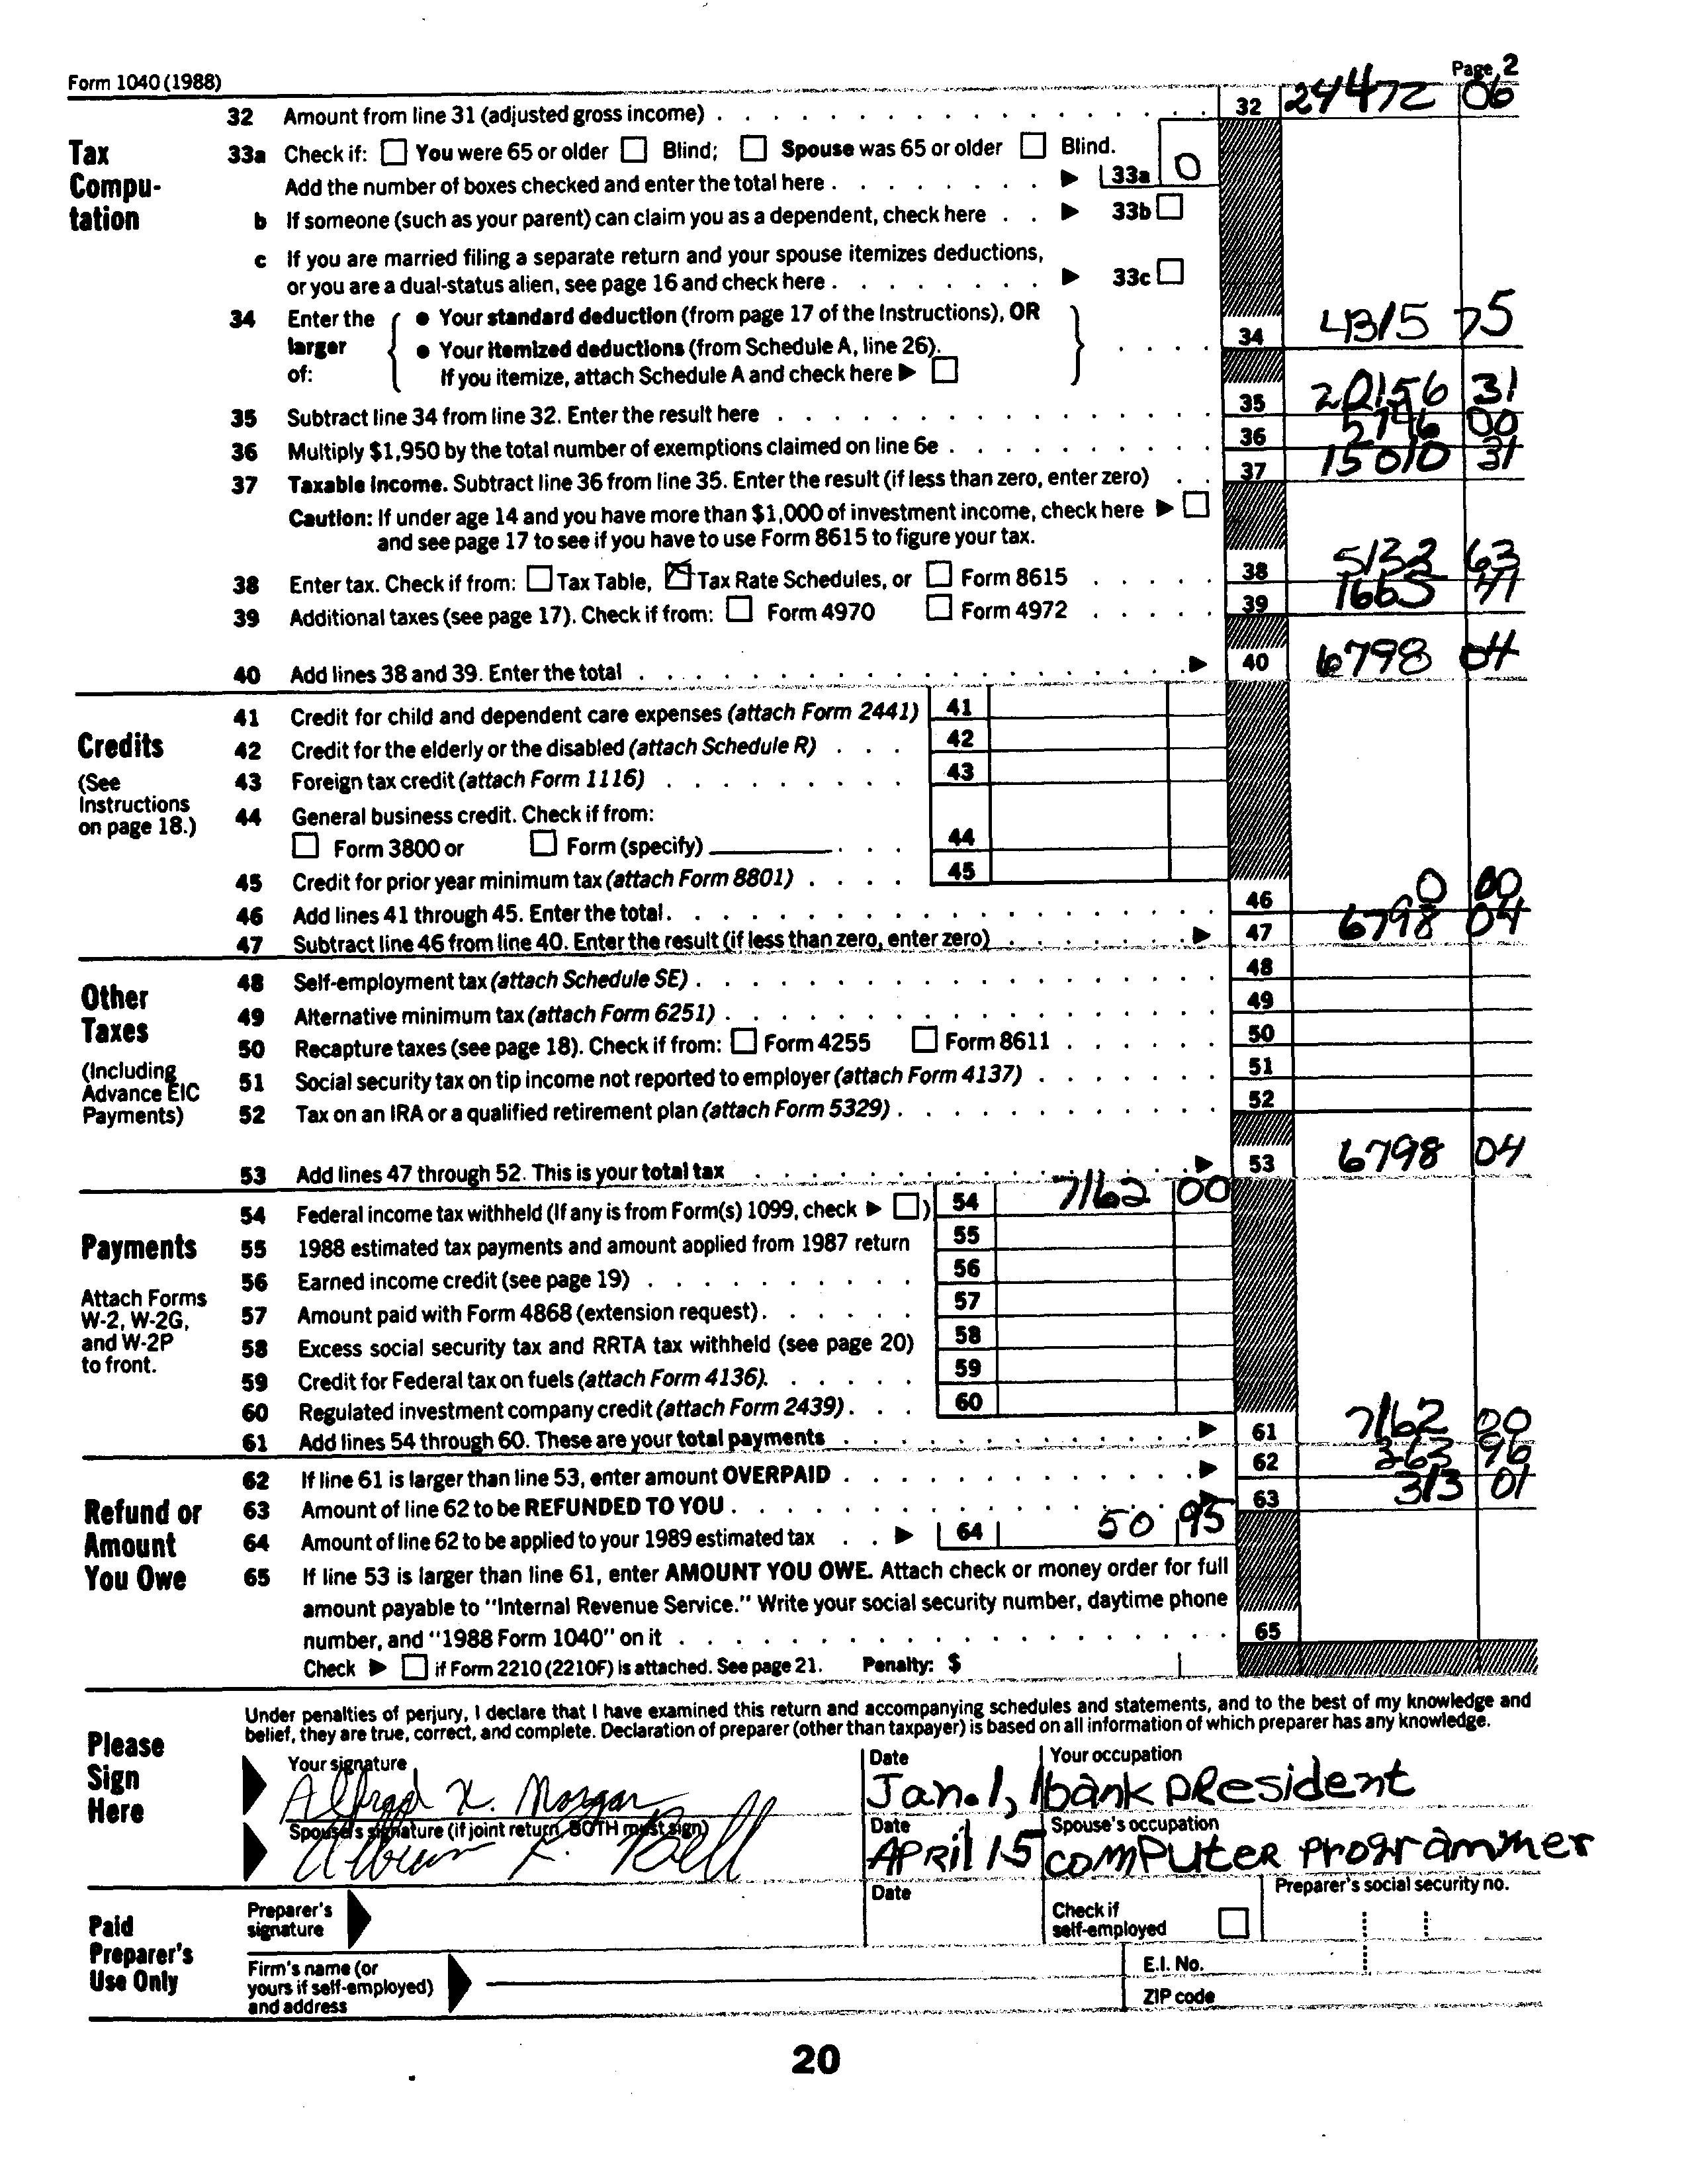 Form 1040 (1988) Page 2
32 Amount from line 31 (adjusted gross income) 32 24472 06
Tax Compu-tation
33a Check if: You were 65 or older Blind; Spouse was 65 or older Blind.
Add the number of boxes checked and enter the total here 33a 0
b If someone (such as your parent) can claim you as a dependent, check here 33b
c If you are married filing a separate return and your spouse itemizes deductions,
or you are a dual-status alien, see page 16 and check here 33c
34 Enter the larger of:
• Your standard deduction (from page 17 of the Instructions), OR
• Your itemized deductions (from Schedule A, line 26).
If you itemize, attach Schedule A and check here
34 4315 75
35 Subtract line 34 from line 32. Enter the result here 35 20156 31
36 Multiply $1,950 by the total number of exemptions claimed on line 6e 36 00
37 Taxable income. Subtract line 36 from line 35. Enter the result (if less than zero, enter zero) 37 15010 31
Caution: If under age 14 and you have more than $1,000 of investment income, check here
and see page 17 to see if you have to use Form 8615 to figure your tax.
38 Enter tax. Check if from: Tax Table, Tax Rate Schedules, or Form 8615 38 5132 63
39 Additional taxes (see page 17). Check if from: Form 4970 Form 4972 39 1665 41
40 Add lines 38 and 39. Enter the total 40 6798 04
Credits
(See Instructions on page 18.)
41 Credit for child and dependent care expenses (attach Form 2441) 41
42 Credit for the elderly or the disabled (attach Schedule R) 42
43 Foreign tax credit (attach Form 1116) 43
44 General business credit. Check if from:
Form 3800 or Form (specify) 44
45 Credit for prior year minimum tax (attach Form 8801) 45
46 Add lines 41 through 45. Enter the total. 46 0 00
47 Subtract line 46 from line 40. Enter the result (if less than zero, enter zero) 47 6798 04
Other Taxes
(Including Advance EIC Payments)
48 Self-employment tax (attach Schedule SE) 48
49 Alternative minimum tax (attach Form 6251) 49
50 Recapture taxes (see page 18). Check if from: Form 4255 Form 8611 50
51 Social security tax on tip income not reported to employer (attach Form 4137) 51
52 Tax on an IRA or a qualified retirement plan (attach Form 5329) 52
53 Add lines 47 through 52. This is your total tax 53 6798 04
Payments
Attach Forms W-2, W-2G, and W-2P to front.
54 Federal income tax withheld (If any is from Form(s) 1099, check ) 54 7162 00
55 1988 estimated tax payments and amount applied from 1987 return 55
56 Earned income credit (see page 19) 56
57 Amount paid with Form 4868 (extension request) 57
58 Excess social security tax and RRTA tax withheld (see page 20) 58
59 Credit for Federal tax on fuels (attach Form 4136). 59
60 Regulated investment company credit (attach Form 2439) 60
61 Add lines 54 through 60. These are your total payments 61 7162 00
Refund or Amount You Owe
62 If line 61 is larger than line 53, enter amount OVERPAID 62 363 96
63 Amount of line 62 to be REFUNDED TO YOU 63 313 01
64 Amount of line 62 to be applied to your 1989 estimated tax 64 50 95
65 If line 53 is larger than line 61, enter AMOUNT YOU OWE. Attach check or money order for full
amount payable to "Internal Revenue Service." Write your social security number, daytime phone
number, and "1988 Form 1040" on it 65
Check if Form 2210 (2210F) is attached. See page 21. Penalty: $
Please Sign Here
Under penalties of perjury, I declare that I have examined this return and accompanying schedules and statements, and to the best of my knowledge and
belief, they are true, correct, and complete. Declaration of preparer (other than taxpayer) is based on all information of which preparer has any knowledge.
Your signature Date Your occupation
Alfred X. Morgan Jan. 1, bank president
Spouse's signature (if joint return, BOTH must sign) Date Spouse's occupation
Bell APRil 15 computer programmer
Paid Preparer's Use Only
Preparer's signature Date Check if self-employed Preparer's social security no.
Firm's name (or yours if self-employed) and address E.I. No.
ZIP code
20